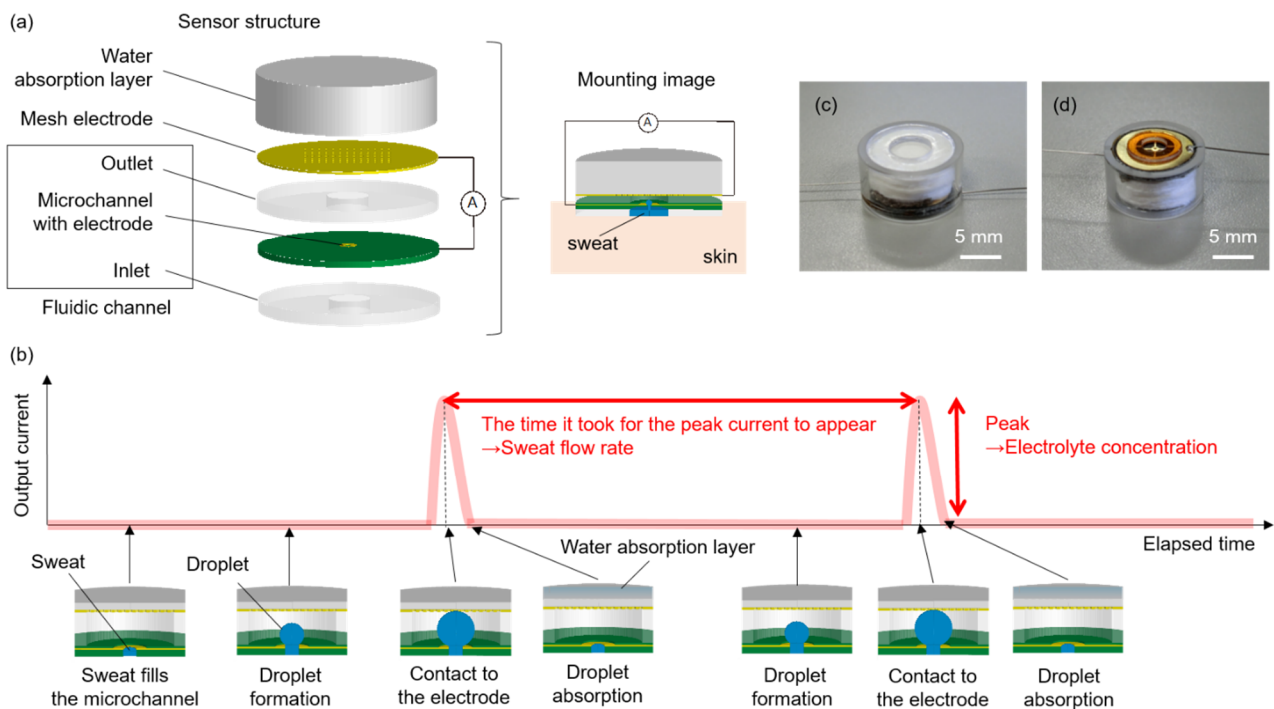 (a)
Sensor structure
Water
absorption layer
Mesh electrode
Outlet
Microchannel
with electrode
Inlet
Fluidic channel
A
Mounting image
A
sweat
skin
(c)
5 mm
(d)
5 mm
(b)
Output current
The time it took for the peak current to appear
→Sweat flow rate
Peak
→Electrolyte concentration
Elapsed time
Sweat
Droplet
Water absorption layer
Sweat fills
the microchannel
Droplet
formation
Contact to
the electrode
Droplet
absorption
Droplet
formation
Contact to
the electrode
Droplet
absorption